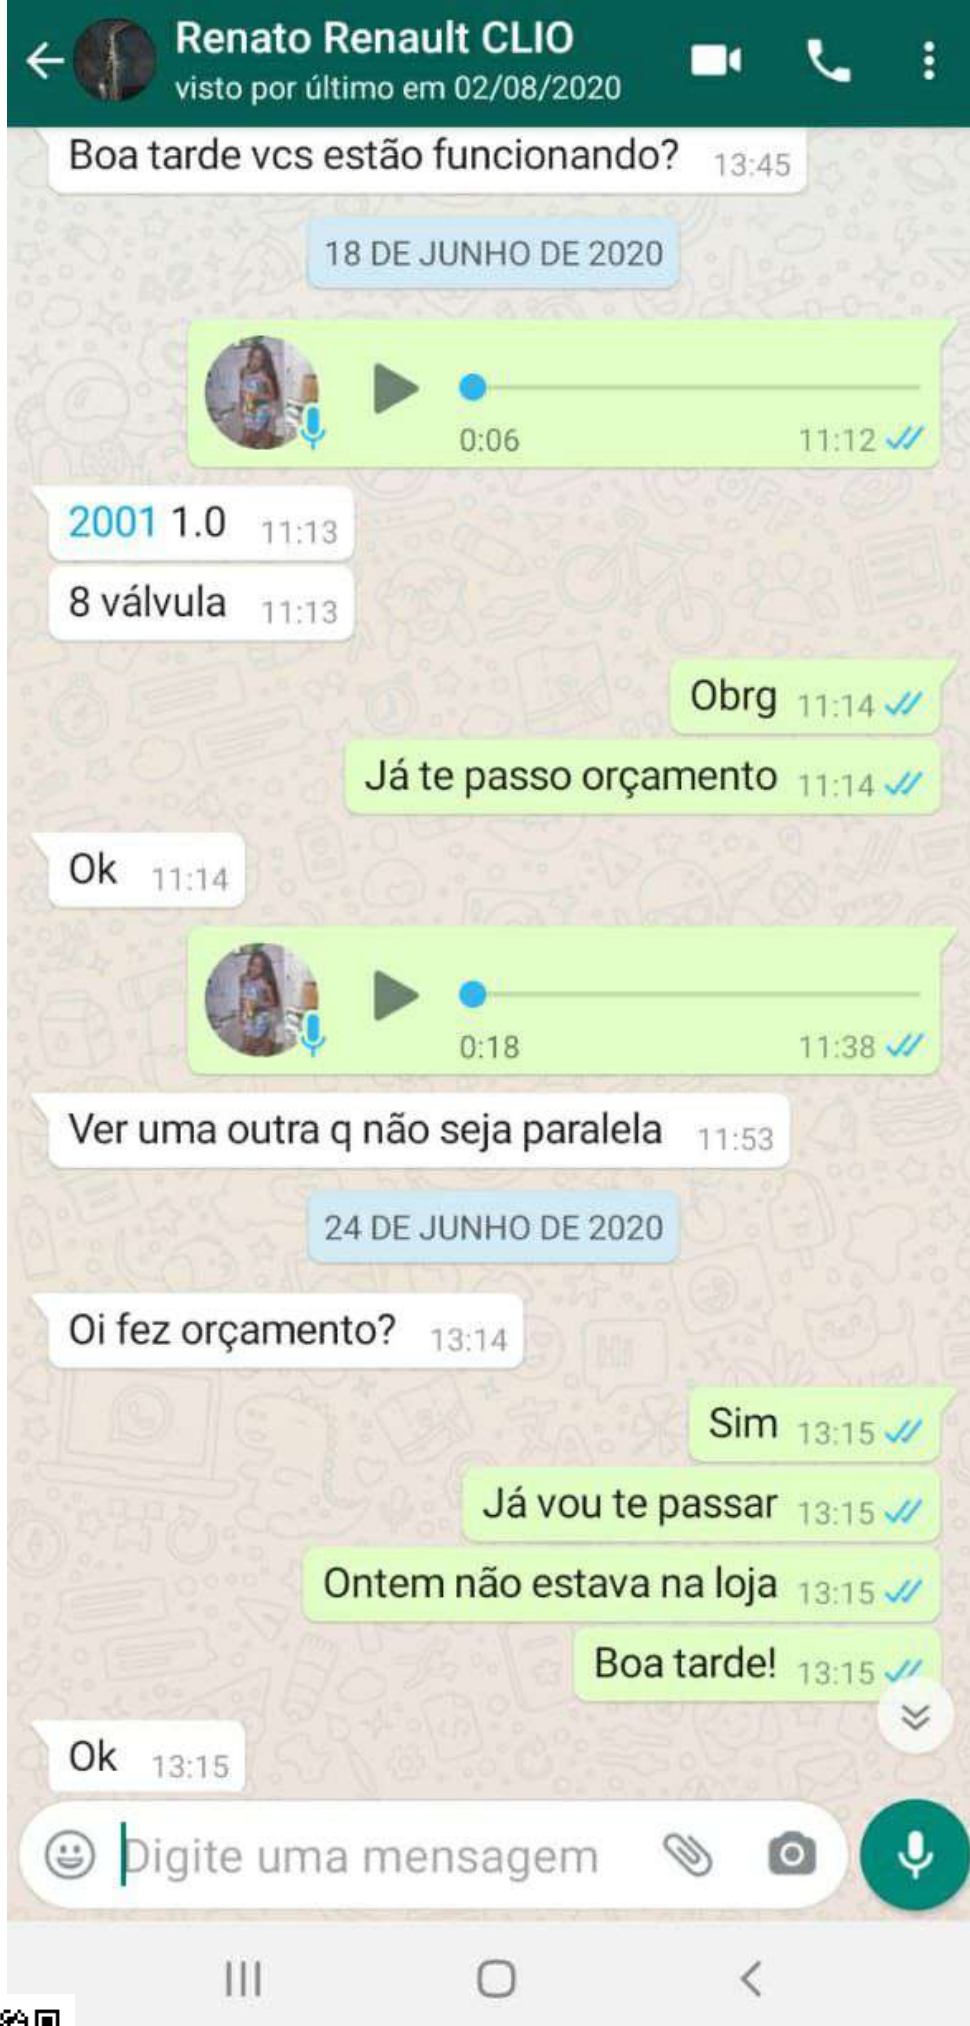 Renato Renault CLIO
visto por último em 02/08/2020
Boa tarde vcs estão funcionando? 13:45
18 DE JUNHO DE 2020
0:06 11:12
2001 1.0 11:13
8 válvula 11:13
Obrg 11:14
Já te passo orçamento 11:14
Ok 11:14
0:18 11:38
Ver uma outra q não seja paralela 11:53
24 DE JUNHO DE 2020
Oi fez orçamento? 13:14
Sim 13:15
Já vou te passar 13:15
Ontem não estava na loja 13:15
Boa tarde! 13:15
Ok 13:15
Digite uma mensagem